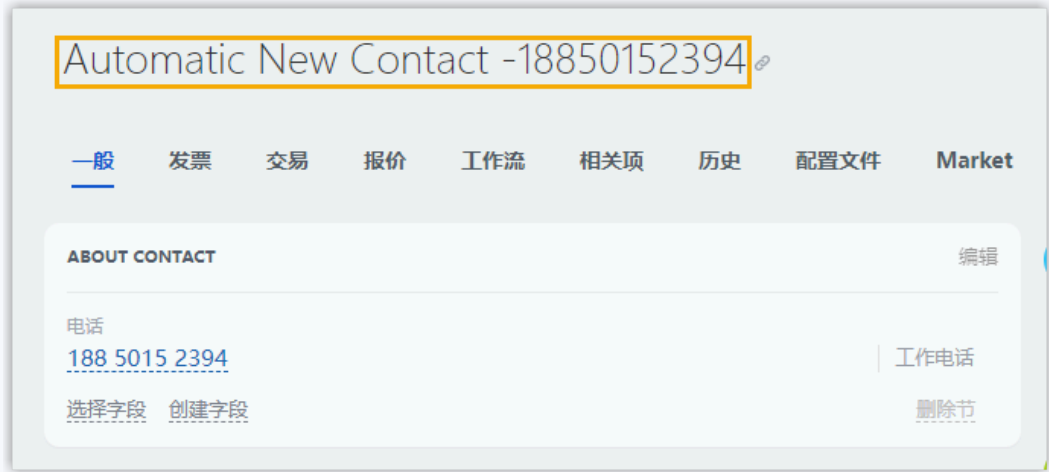 Automatic New Contact -18850152394
一般 发票 交易 报价 工作流 相关项 历史 配置文件 Market
ABOUT CONTACT 编辑
电话
188 5015 2394 工作电话
选择字段 创建字段 删除节